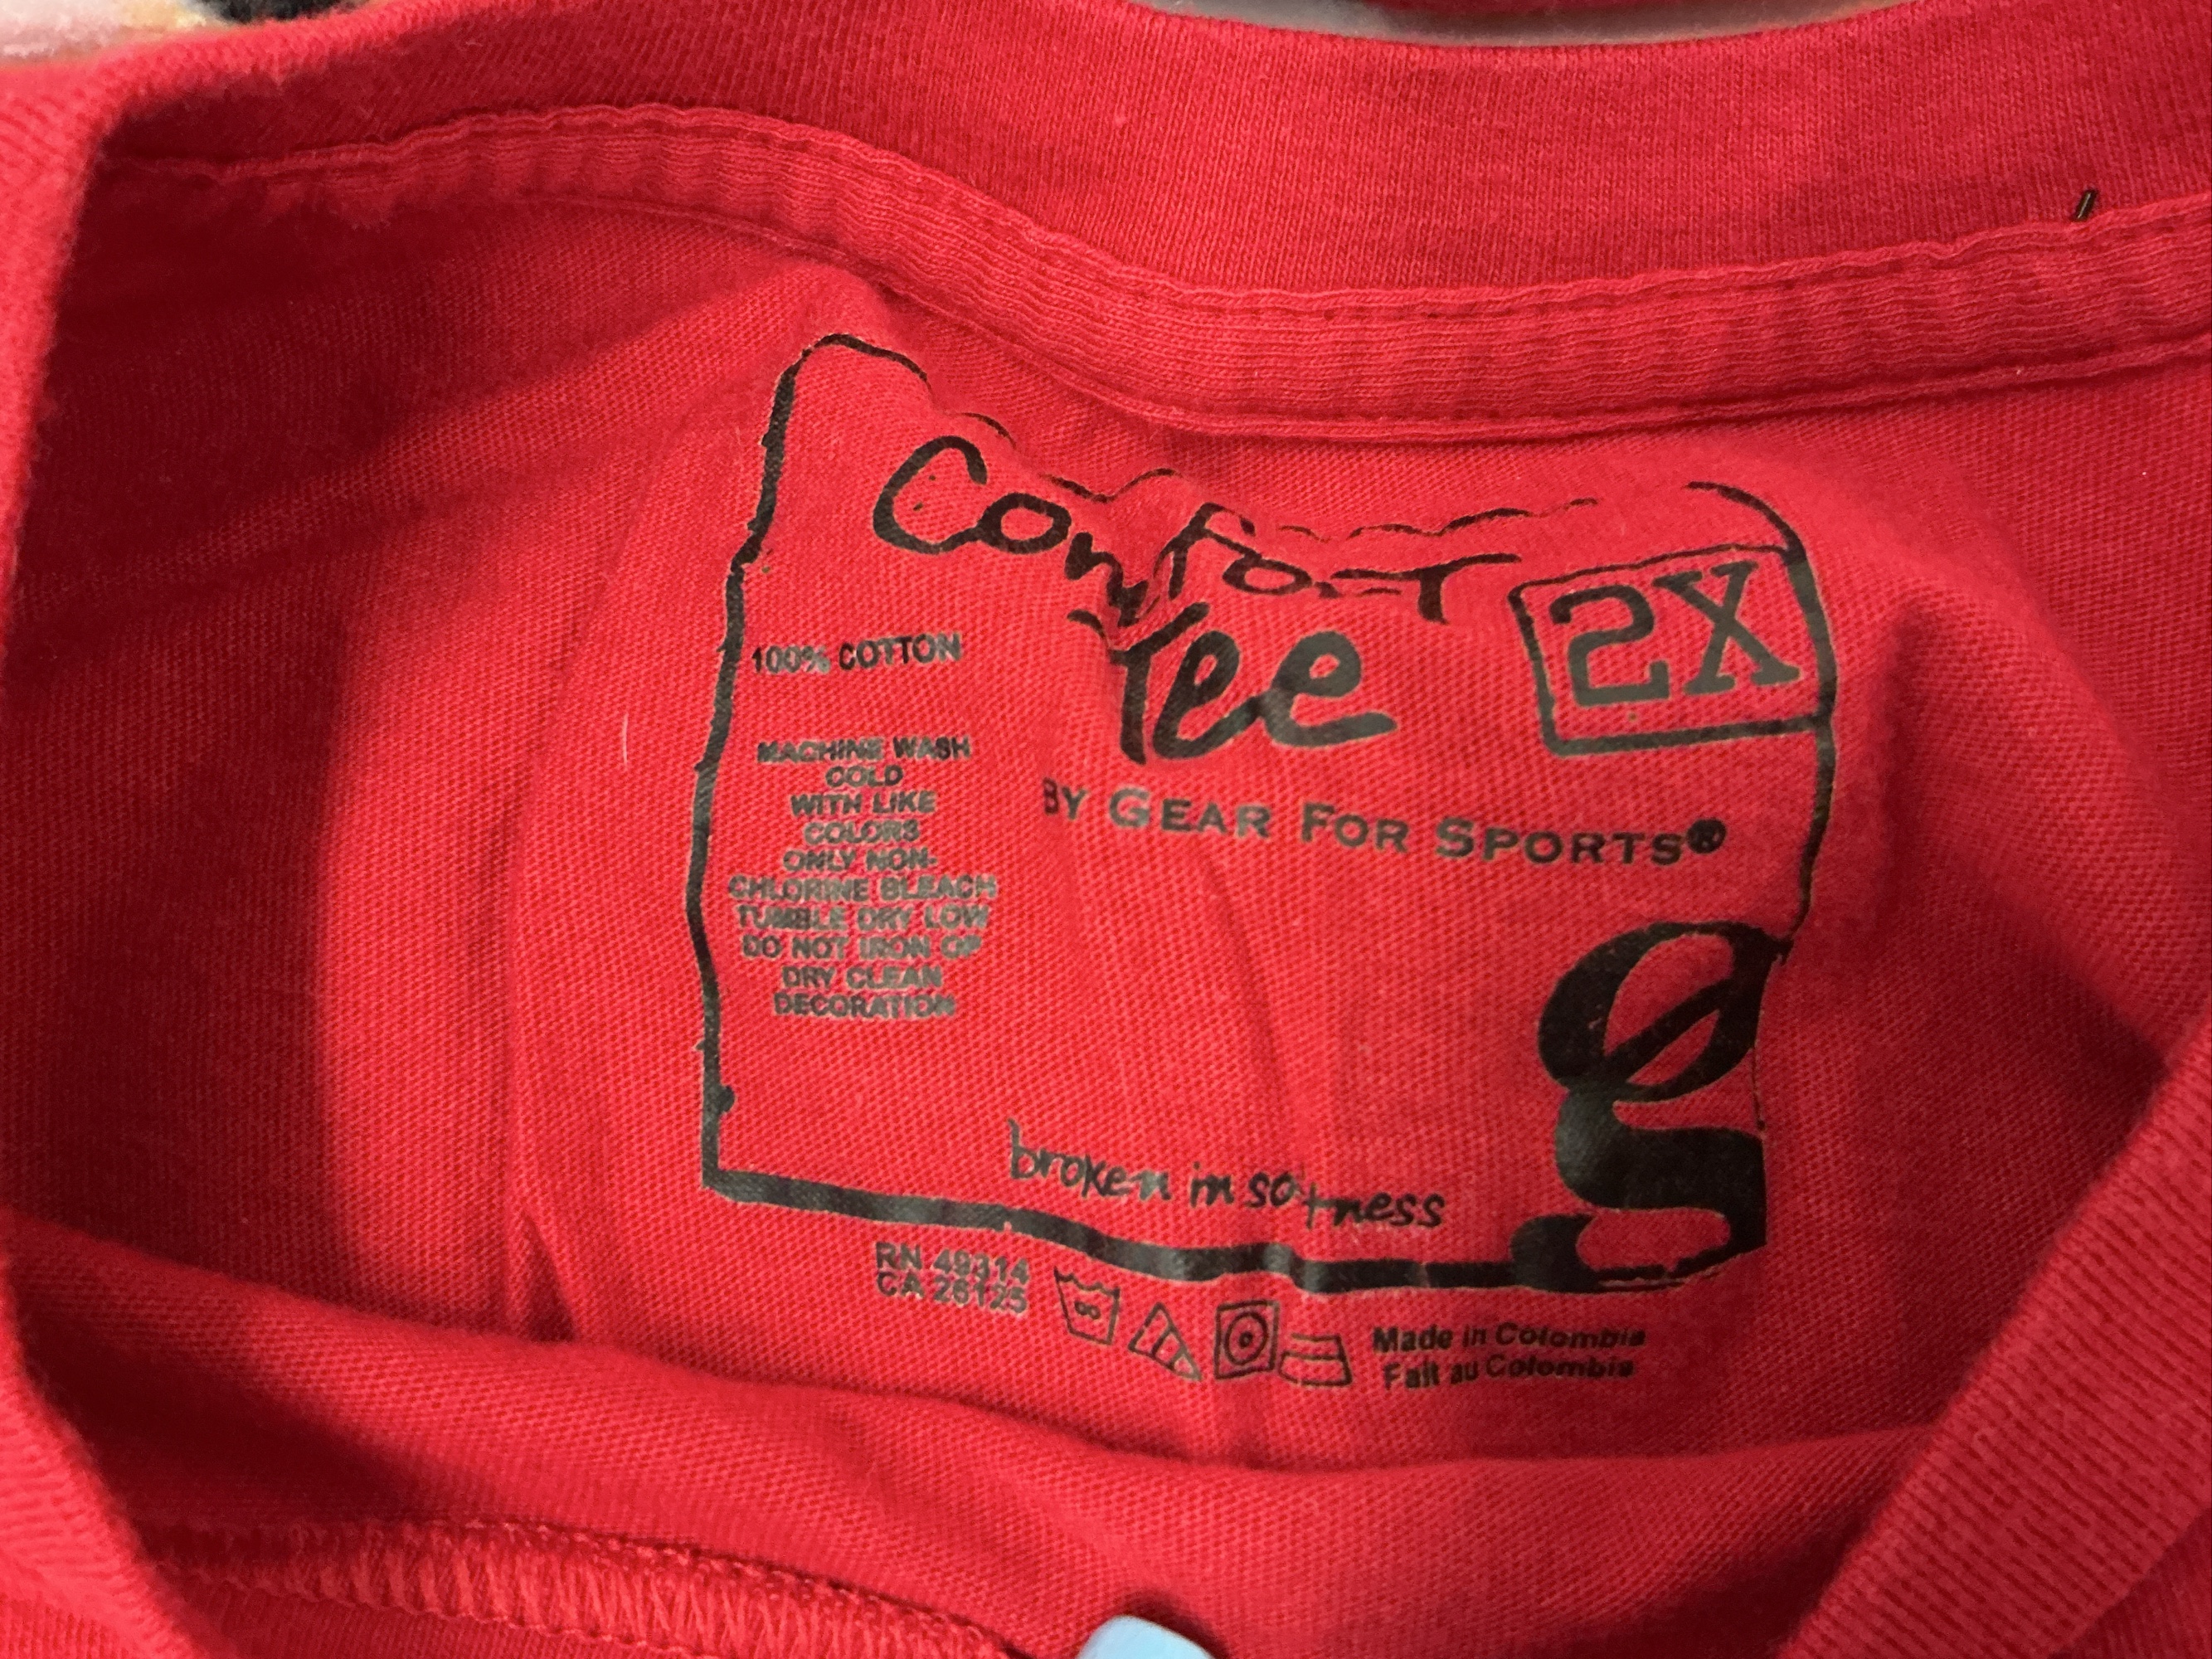 Comfort
Tee
2X
BY GEAR FOR SPORTS®
100% COTTON
MACHINE WASH
COLD
WITH LIKE
COLORS
ONLY NON-
CHLORINE BLEACH
TUMBLE DRY LOW
DO NOT IRON OR
DRY CLEAN
DECORATION
g
broken in softness
RN 49314
CA 26125
Made in Colombia
Fait au Colombia